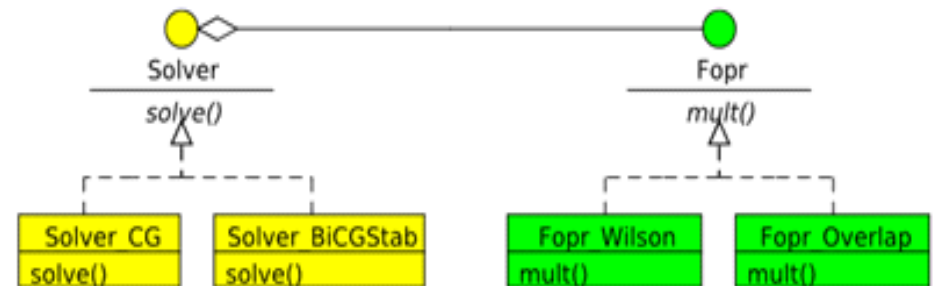 Solver Fopr
solve() mult()
Solver_CG Solver_BiCGStab Fopr_Wilson Fopr_Overlap
solve() solve() mult() mult()